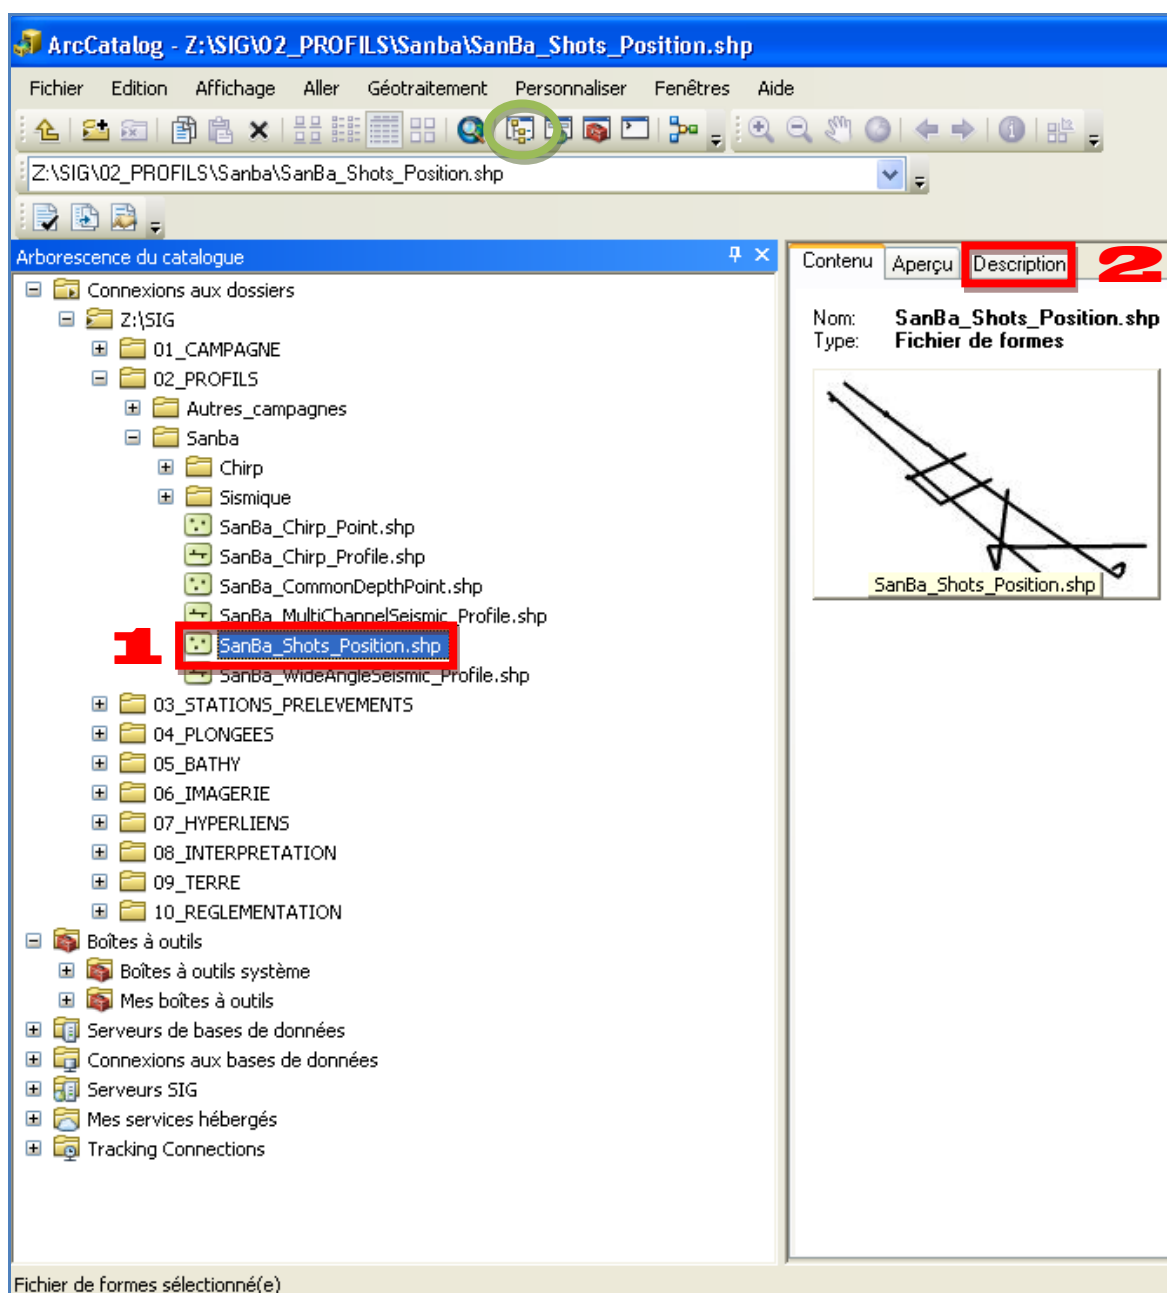 ArcCatalog - Z:\SIG\02_PROFILS\Sanba\SanBa_Shots_Position.shp
Fichier Edition Affichage Aller Géotraitement Personnaliser Fenêtres Aide
Z:\SIG\02_PROFILS\Sanba\SanBa_Shots_Position.shp
Arborescence du catalogue
Connexions aux dossiers
Z:\SIG
01_CAMPAGNE
02_PROFILS
Autres_campagnes
Sanba
Chirp
Sismique
SanBa_Chirp_Point.shp
SanBa_Chirp_Profile.shp
SanBa_CommonDepthPoint.shp
SanBa_MultiChannelSeismic_Profile.shp
1 SanBa_Shots_Position.shp
SanBa_WideAngleSeismic_Profile.shp
03_STATIONS_PRELEVEMENTS
04_PLONGEES
05_BATHY
06_IMAGERIE
07_HYPERLIENS
08_INTERPRETATION
09_TERRE
10_REGLEMENTATION
Boîtes à outils
Boîtes à outils système
Mes boîtes à outils
Serveurs de bases de données
Connexions aux bases de données
Serveurs SIG
Mes services hébergés
Tracking Connections
Contenu Aperçu Description 2
Nom: SanBa_Shots_Position.shp
Type: Fichier de formes
SanBa_Shots_Position.shp
Fichier de formes sélectionné(e)